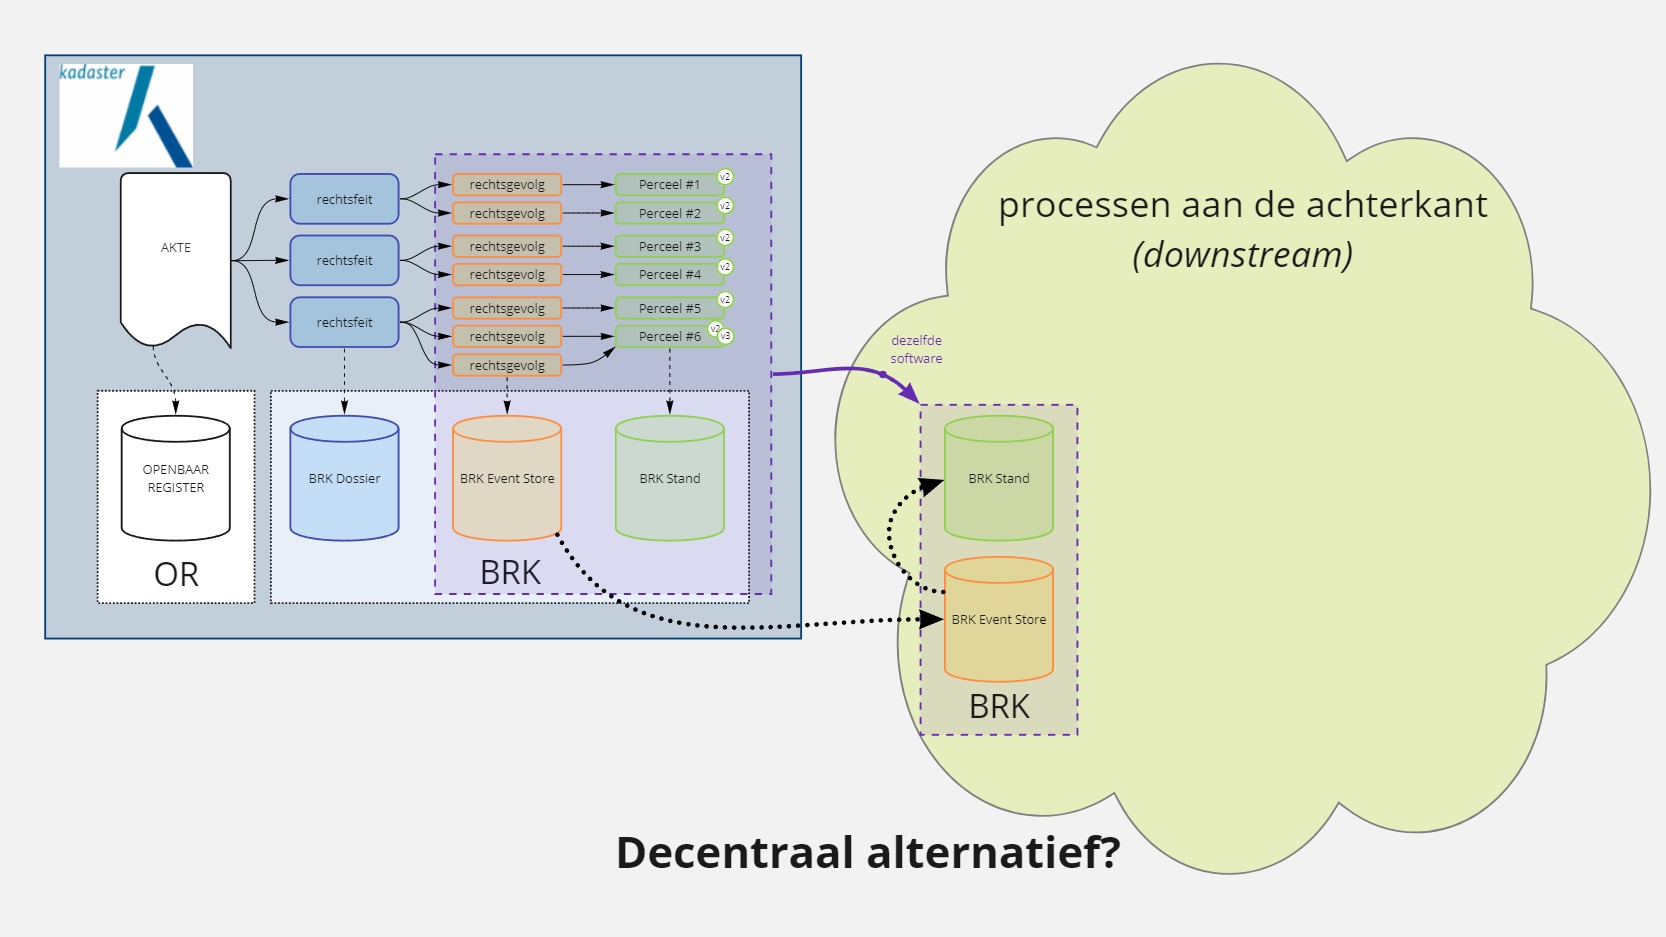 kadaster
AKTE
rechtsfeit
rechtsfeit
rechtsfeit
rechtsgevolg
rechtsgevolg
rechtsgevolg
rechtsgevolg
rechtsgevolg
rechtsgevolg
rechtsgevolg
Perceel #1
v2
Perceel #2
v2
Perceel #3
v2
Perceel #4
v2
Perceel #5
v2
Perceel #6
v2
v3
OPENBAAR
REGISTER
OR
BRK Dossier
BRK Event Store
BRK Stand
BRK
processen aan de achterkant
(downstream)
dezelfde
software
BRK Stand
BRK Event Store
BRK
Decentraal alternatief?